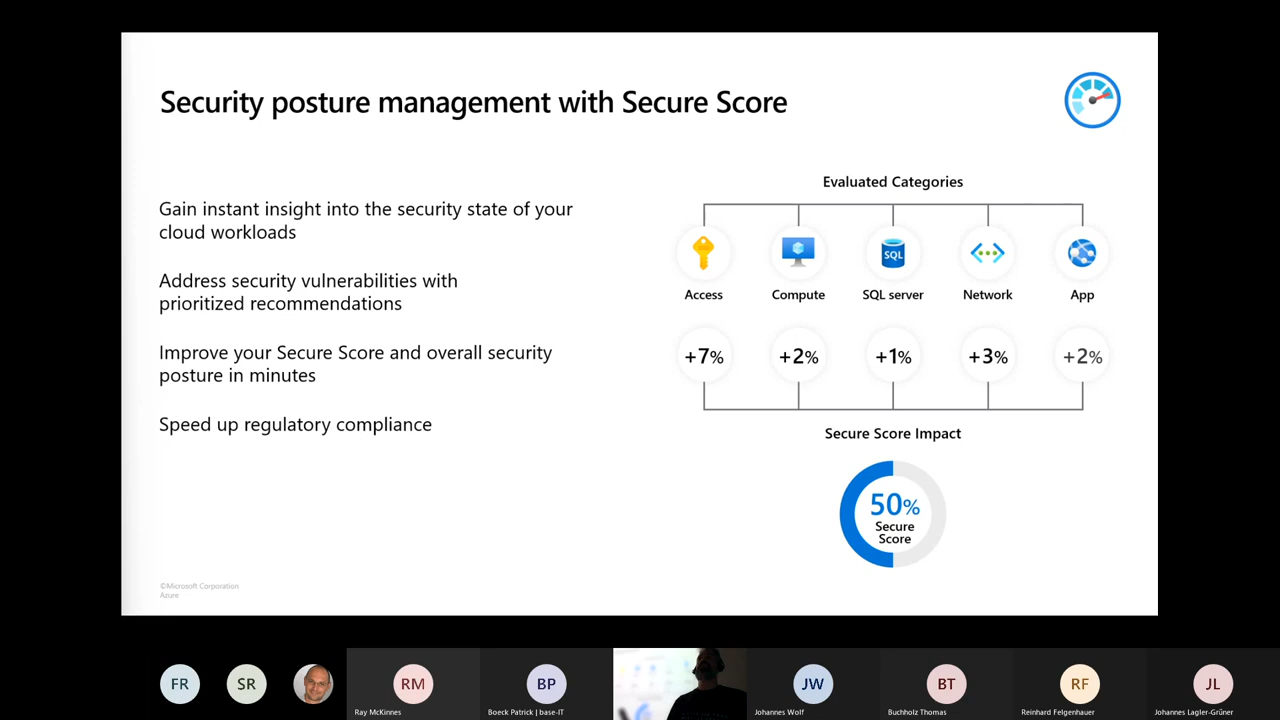 Security posture management with Secure Score
Gain instant insight into the security state of your
cloud workloads
Address security vulnerabilities with
prioritized recommendations
Improve your Secure Score and overall security
posture in minutes
Speed up regulatory compliance
Evaluated Categories
SQL
Access Compute SQL server Network App
+7% +2% +1% +3% +2%
Secure Score Impact
50%
Secure
Score
©Microsoft Corporation
Azure
FR SR RM BP JW BT RF JL
Ray McKinnes Boeck Patrick | base-IT Johannes Wolf Buchholz Thomas Reinhard Felgenhauer Johannes Lagler-Grüner